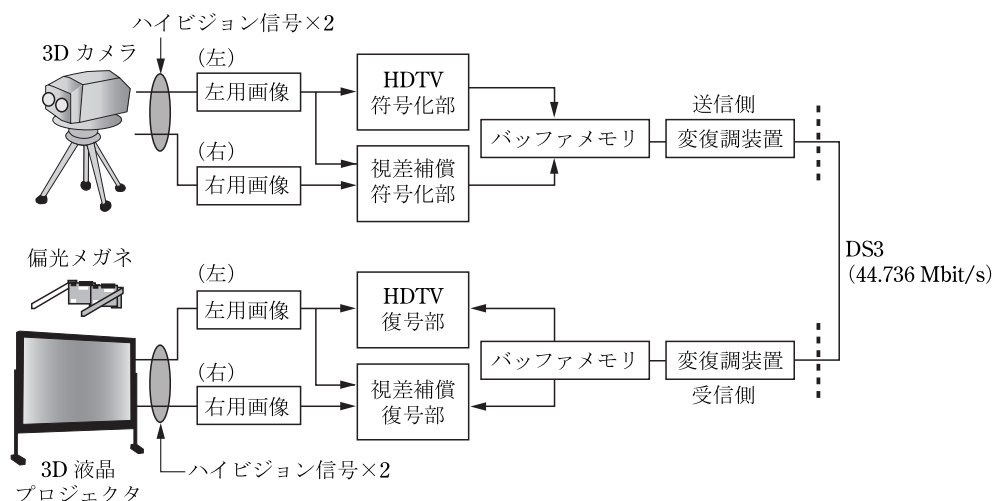 ハイビジョン信号×2
3D カメラ
(左)
左用画像
(右)
右用画像
HDTV
符号化部
視差補償
符号化部
バッファメモリ
送信側
変復調装置
DS3
(44.736 Mbit/s)
偏光メガネ
(左)
左用画像
(右)
右用画像
HDTV
復号部
視差補償
復号部
バッファメモリ
変復調装置
受信側
ハイビジョン信号×2
3D 液晶
プロジェクタ